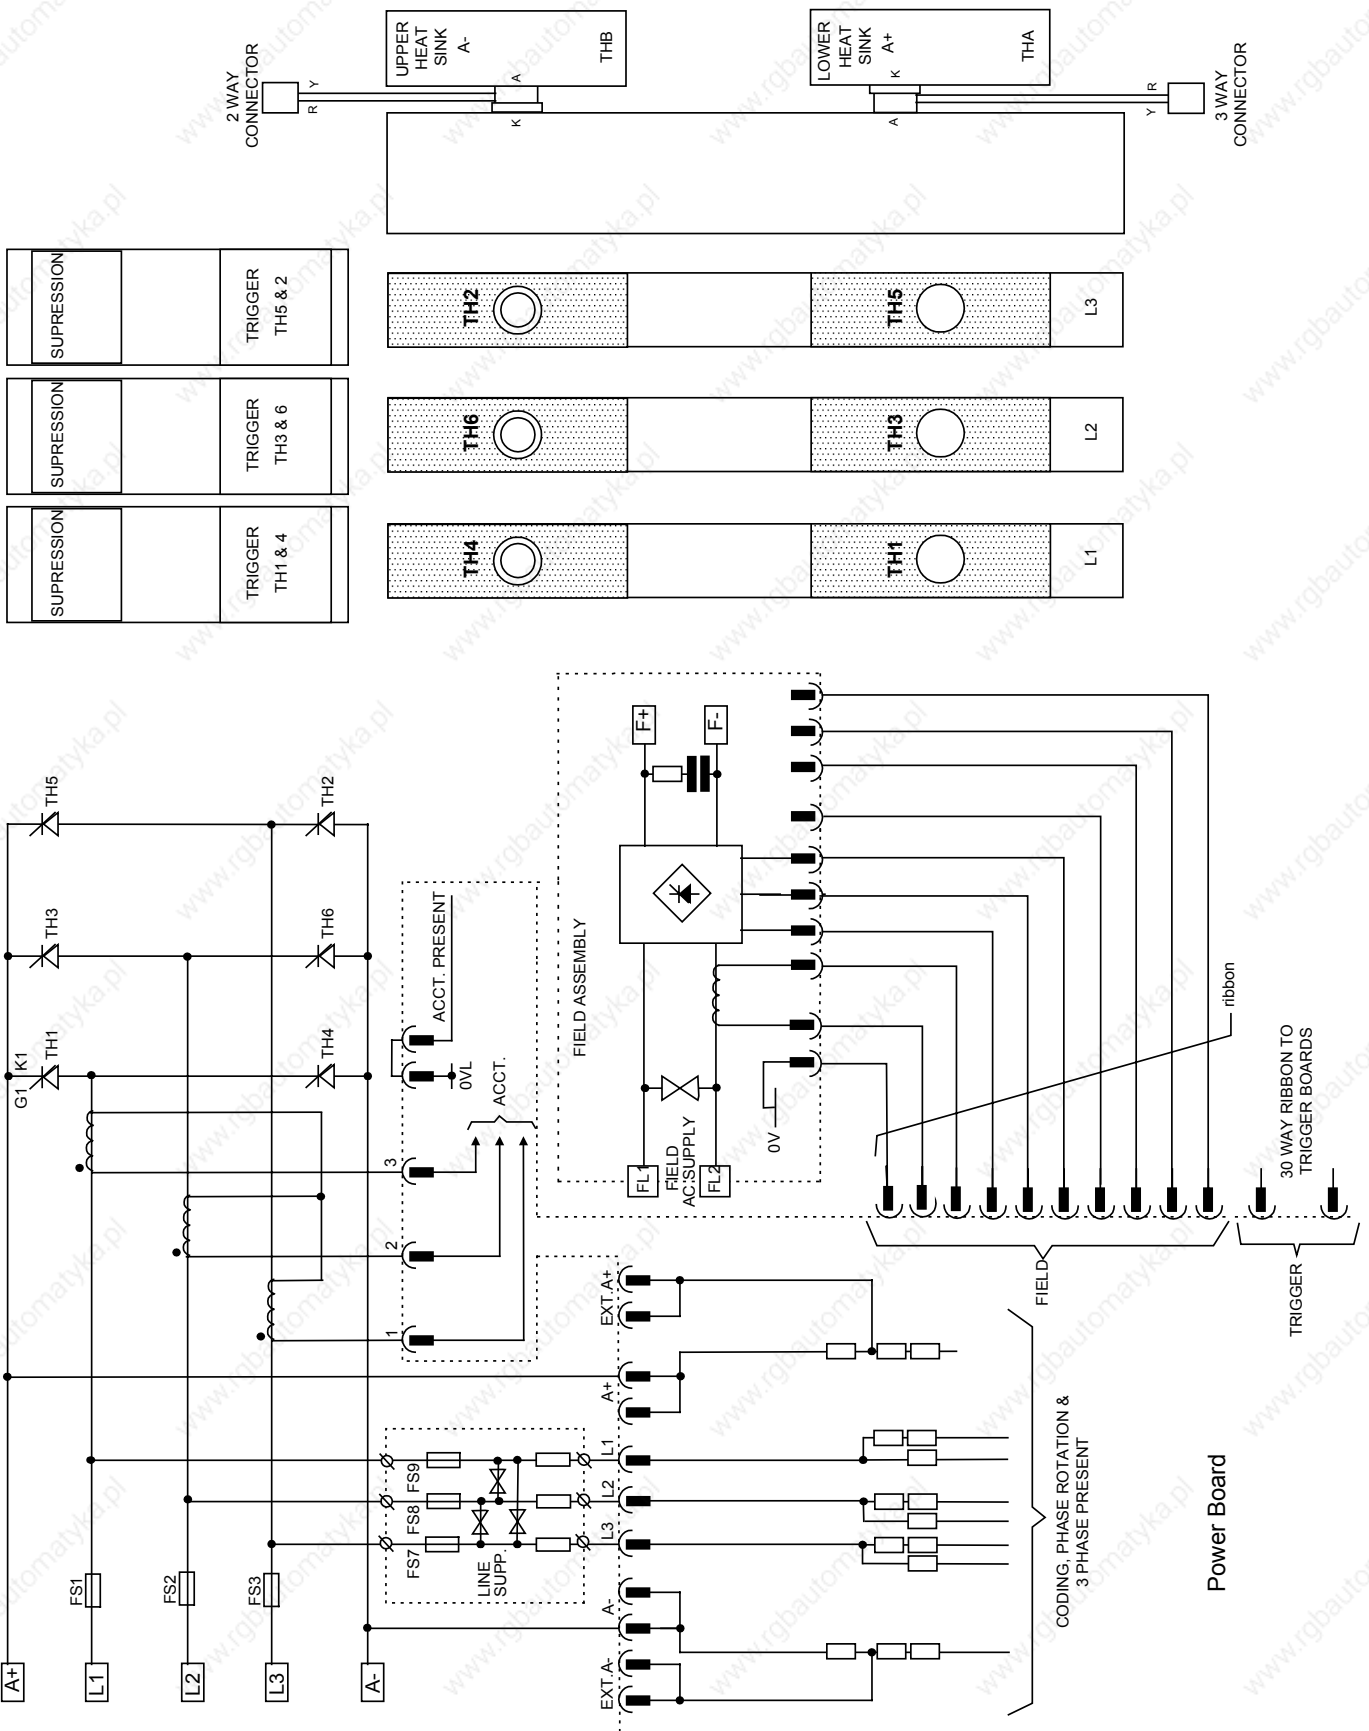 2 WAY
CONNECTOR
R
Y
UPPER
HEAT
SINK
A-
THB
K
A
LOWER
HEAT
SINK
A+
THA
K
A
Y
R
3 WAY
CONNECTOR
SUPRESSION
TRIGGER
TH5 & 2
TH2
TH5
L3
SUPRESSION
TRIGGER
TH3 & 6
TH6
TH3
L2
SUPRESSION
TRIGGER
TH1 & 4
TH4
TH1
L1
TH5
TH2
TH3
TH6
G1
K1
TH1
TH4
ACCT. PRESENT
0VL
ACCT.
3
2
1
FIELD ASSEMBLY
F+
F-
FL1
FIELD
AC.SUPPLY
FL2
0V
ribbon
30 WAY RIBBON TO
TRIGGER BOARDS
FIELD
TRIGGER
EXT.A+
A+
L1
L2
L3
A-
EXT.A-
FS9
FS8
FS7
LINE
SUPP.
FS1
FS2
FS3
A+
L1
L2
L3
A-
CODING, PHASE ROTATION &
3 PHASE PRESENT
Power Board
www.rgbautomatyka.pl